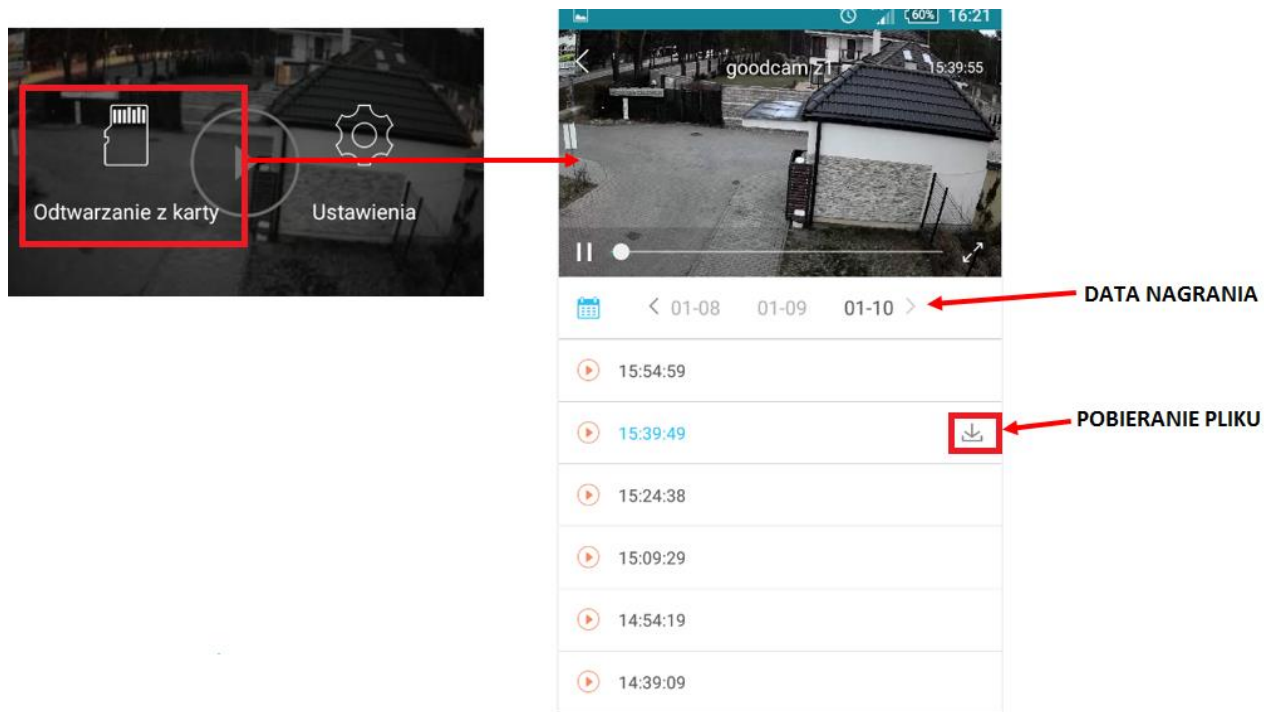 Odtwarzanie z karty
Ustawienia
60% 16:21
goodcam z1
15:39:55
01-08 01-09 01-10
DATA NAGRANIA
15:54:59
15:39:49
POBIERANIE PLIKU
15:24:38
15:09:29
14:54:19
14:39:09